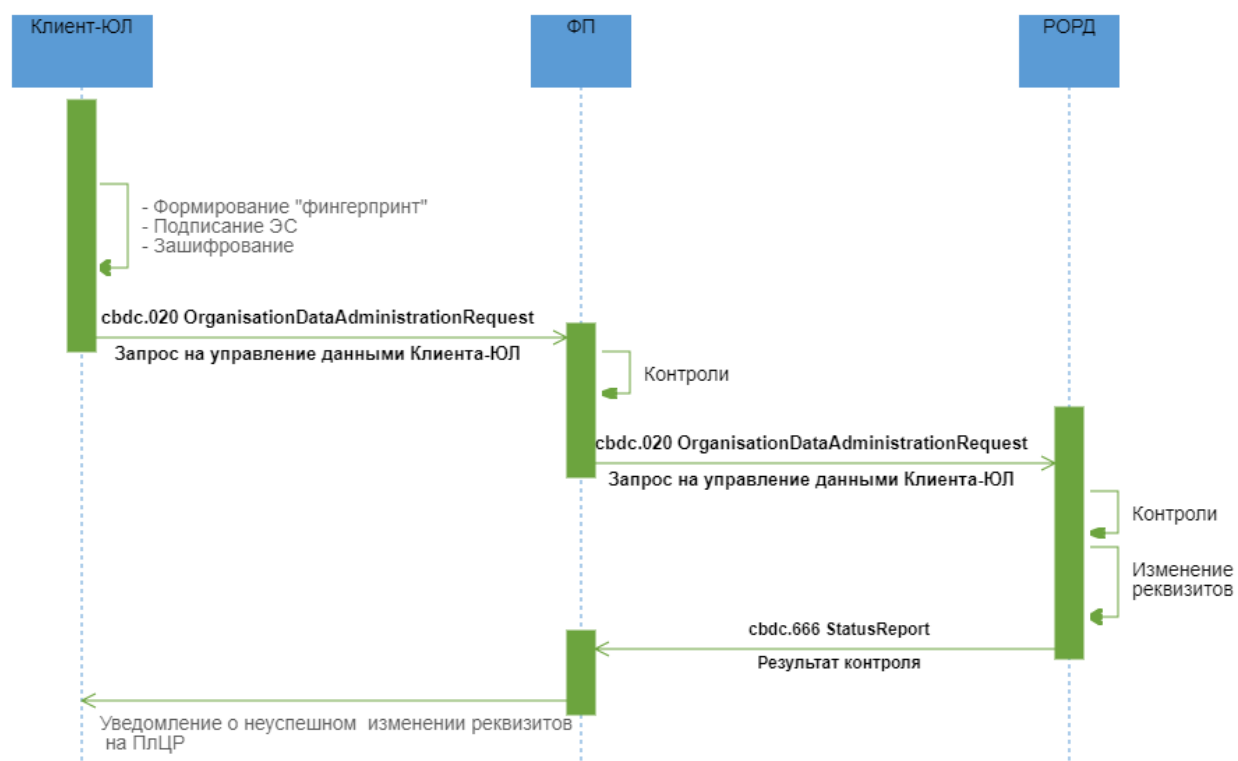 Клиент-ЮЛ
ФП
РОРД
- Формирование "фингерпринт"
- Подписание ЭС
- Зашифрование
cbdc.020 OrganisationDataAdministrationRequest
Запрос на управление данными Клиента-ЮЛ
Контроли
cbdc.020 OrganisationDataAdministrationRequest
Запрос на управление данными Клиента-ЮЛ
Контроли
Изменение
реквизитов
cbdc.666 StatusReport
Результат контроля
Уведомление о неуспешном изменении реквизитов
на ПлЦР